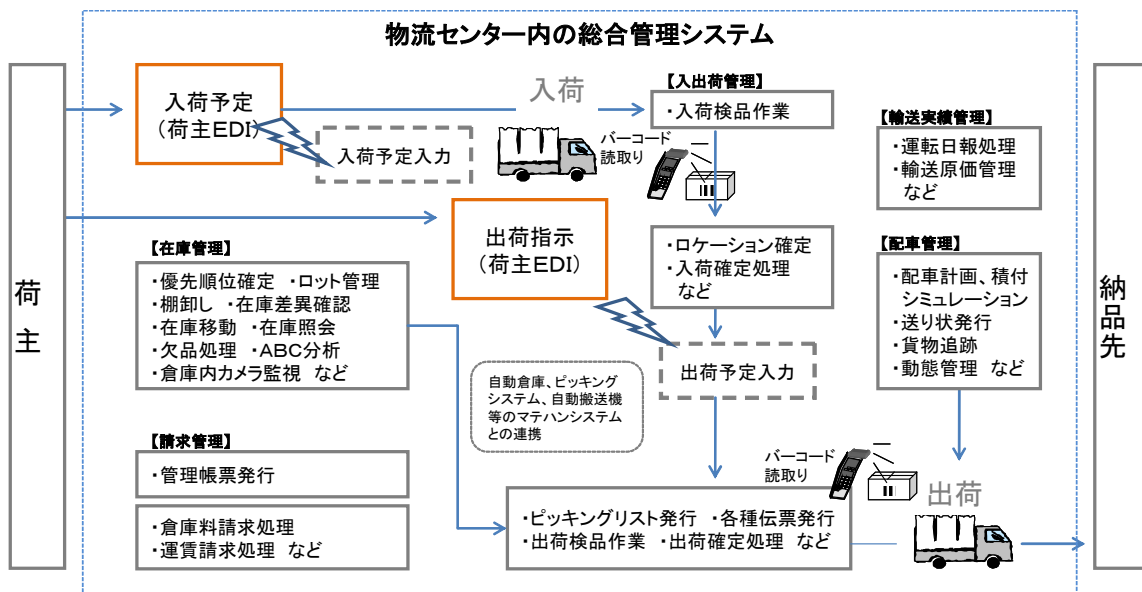 物流センター内の総合管理システム
荷
主
入荷予定
(荷主EDI)
入荷予定入力
入荷
バーコード
読取り
【入出荷管理】
・入荷検品作業
【輸送実績管理】
・運転日報処理
・輸送原価管理
など
出荷指示
(荷主EDI)
・ロケーション確定
・入荷確定処理
など
【在庫管理】
・優先順位確定 ・ロット管理
・棚卸し ・在庫差異確認
・在庫移動 ・在庫照会
・欠品処理 ・ABC分析
・倉庫内カメラ監視 など
【配車管理】
・配車計画、積付
シミュレーション
・送り状発行
・貨物追跡
・動態管理 など
出荷予定入力
自動倉庫、ピッキング
システム、自動搬送機
等のマテハンシステム
との連携
【請求管理】
・管理帳票発行
・倉庫料請求処理
・運賃請求処理 など
バーコード
読取り
・ピッキングリスト発行 ・各種伝票発行
・出荷検品作業 ・出荷確定処理 など
出荷
納
品
先